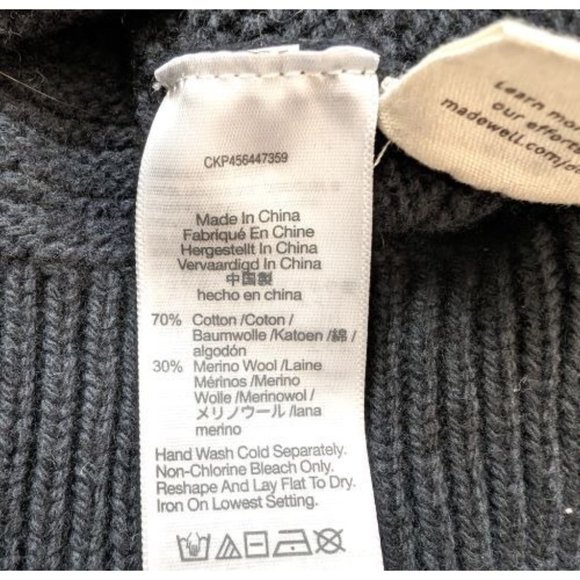 CKP456447359
Made In China
Fabriqué En Chine
Hergestellt In China
Vervaardigd In China
中国製
hecho en china
70% Cotton /Coton /
Baumwolle /Katoen /綿 /
algodón
30% Merino Wool /Laine
Mérinos /Merino
Wolle /Merinowol /
メリノウール /lana
merino
Hand Wash Cold Separately.
Non-Chlorine Bleach Only.
Reshape And Lay Flat To Dry.
Iron On Lowest Setting.
Learn
our efforts
madewell.com/